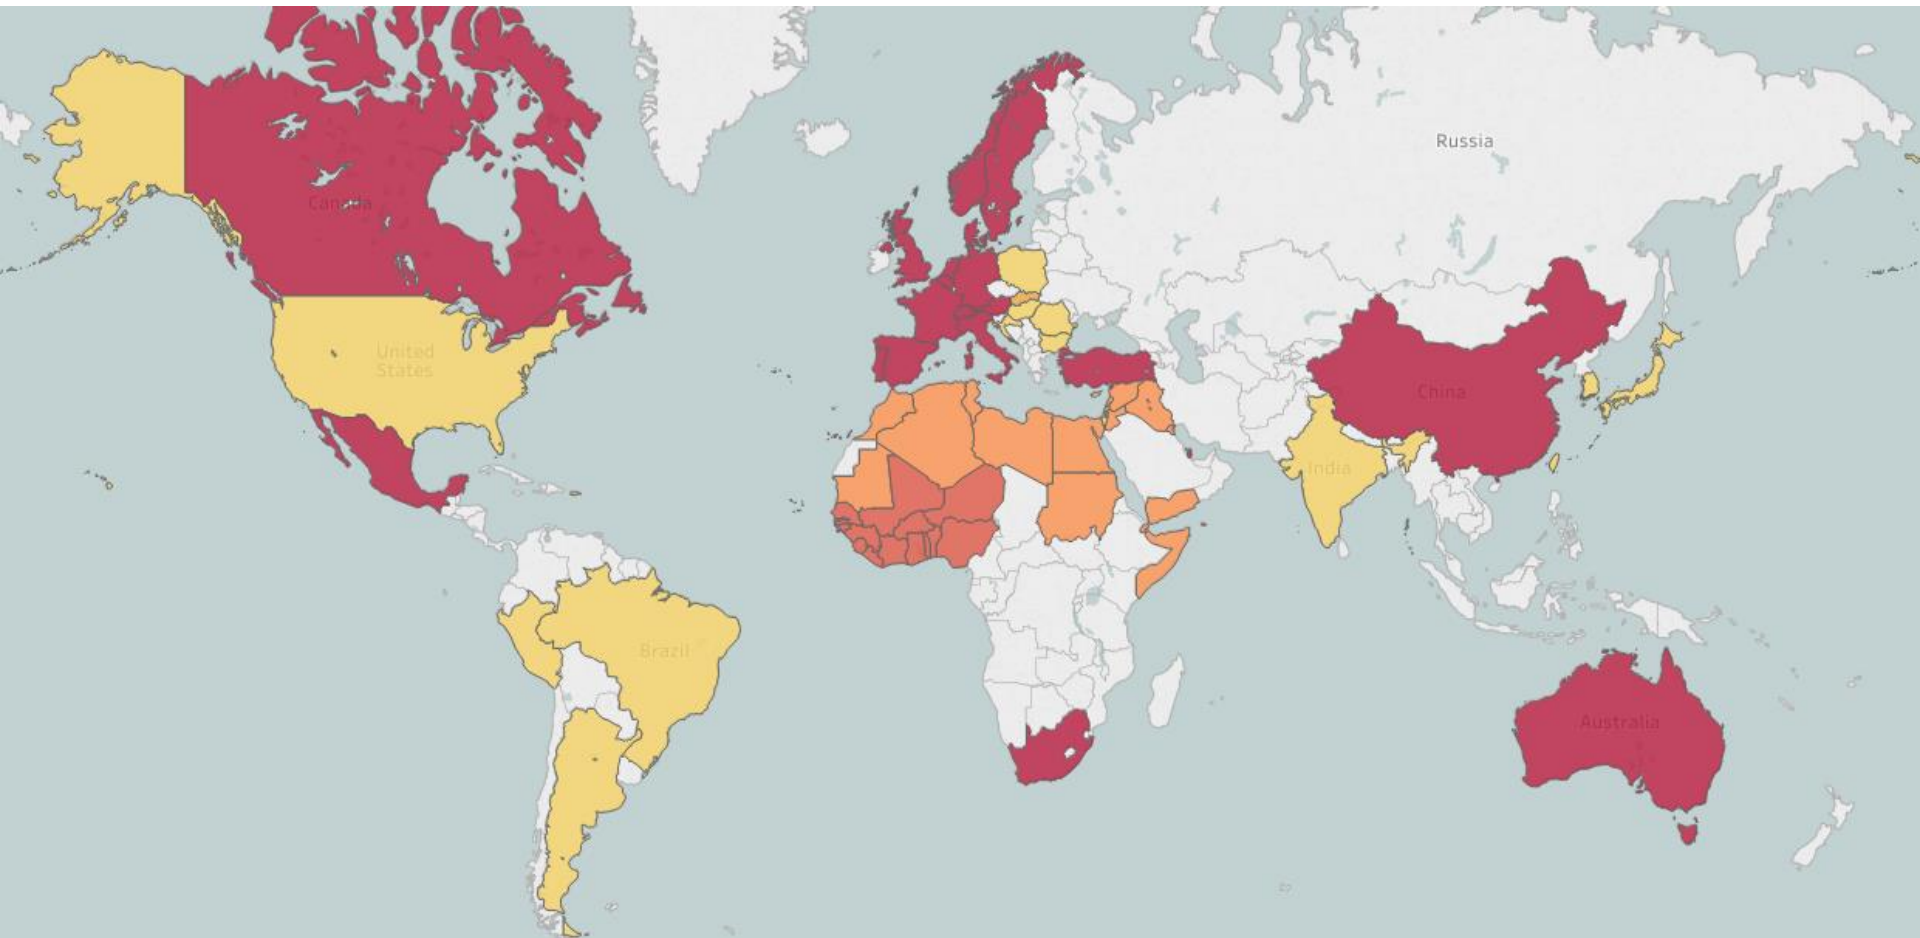 Russia
Canada
United
States
China
India
Brazil
Australia